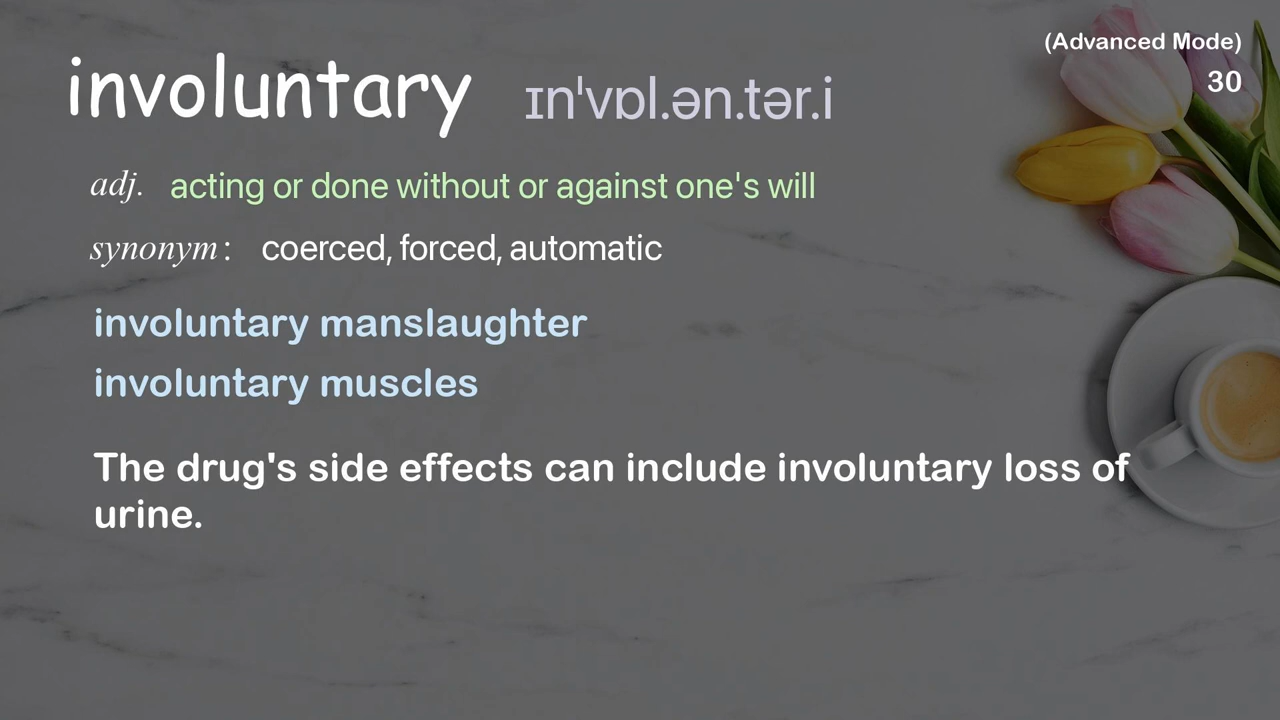 (Advanced Mode)
30
involuntary ɪnˈvɒl.ən.tər.i
adj. acting or done without or against one's will
synonym : coerced, forced, automatic
involuntary manslaughter
involuntary muscles
The drug's side effects can include involuntary loss of
urine.